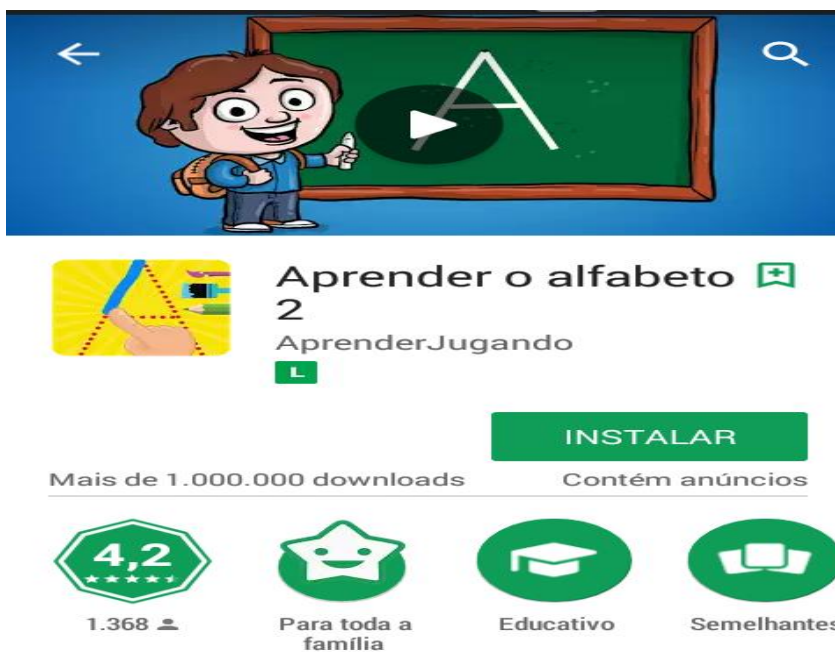 A
Aprender o alfabeto
2
AprenderJugando
L
INSTALAR
Mais de 1.000.000 downloads Contém anúncios
4,2
1.368
Para toda a
família
Educativo
Semelhantes